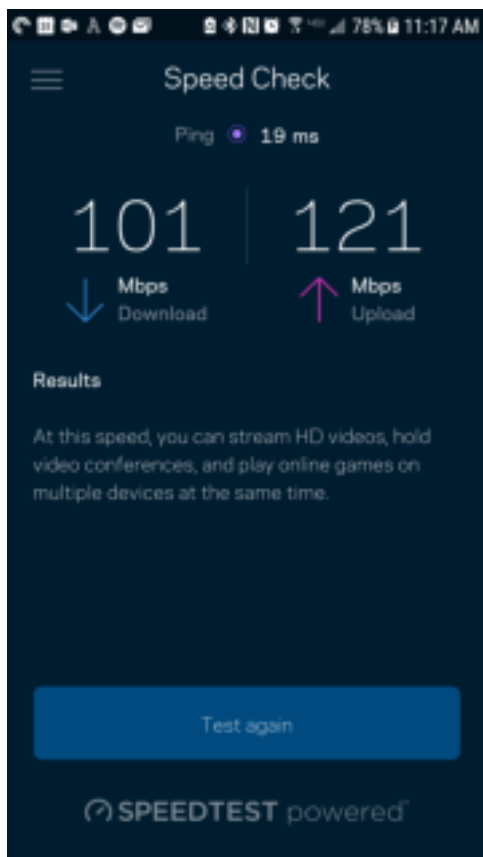 78% 11:17 AM
Speed Check
Ping 19 ms
101 121
Mbps Mbps
Download Upload
Results
At this speed, you can stream HD videos, hold
video conferences, and play online games on
multiple devices at the same time.
Test again
SPEEDTEST powered